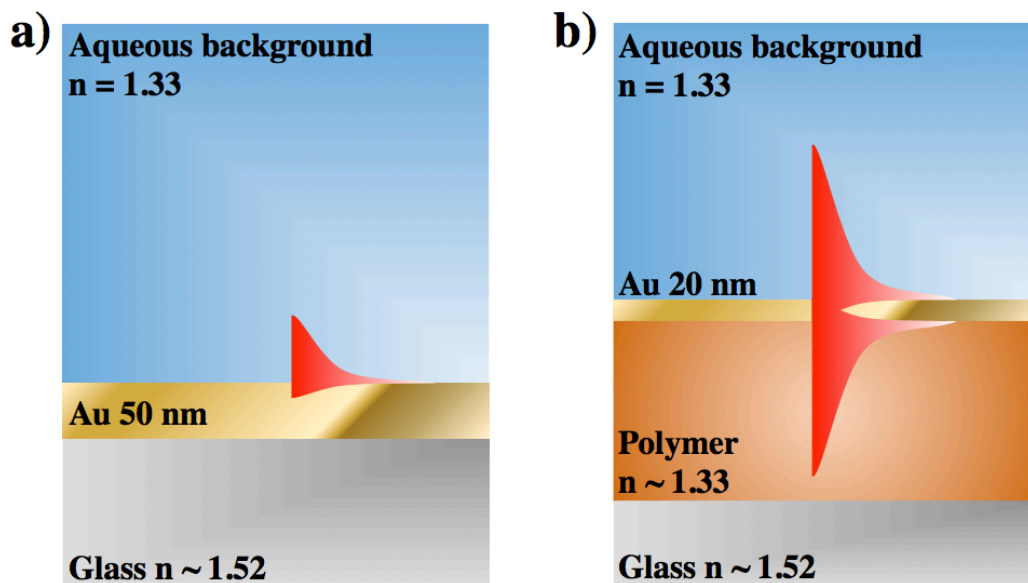 a)
Aqueous background
n = 1.33
Au 50 nm
Glass n ~ 1.52
b)
Aqueous background
n = 1.33
Au 20 nm
Polymer
n ~ 1.33
Glass n ~ 1.52